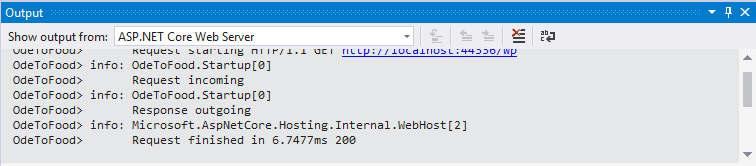 Output
Show output from: ASP.NET Core Web Server
OdeToFood> Request starting HTTP/1.1 GET http://localhost:44336/wp
OdeToFood> info: OdeToFood.Startup[0]
OdeToFood> Request incoming
OdeToFood> info: OdeToFood.Startup[0]
OdeToFood> Response outgoing
OdeToFood> info: Microsoft.AspNetCore.Hosting.Internal.WebHost[2]
OdeToFood> Request finished in 6.7477ms 200